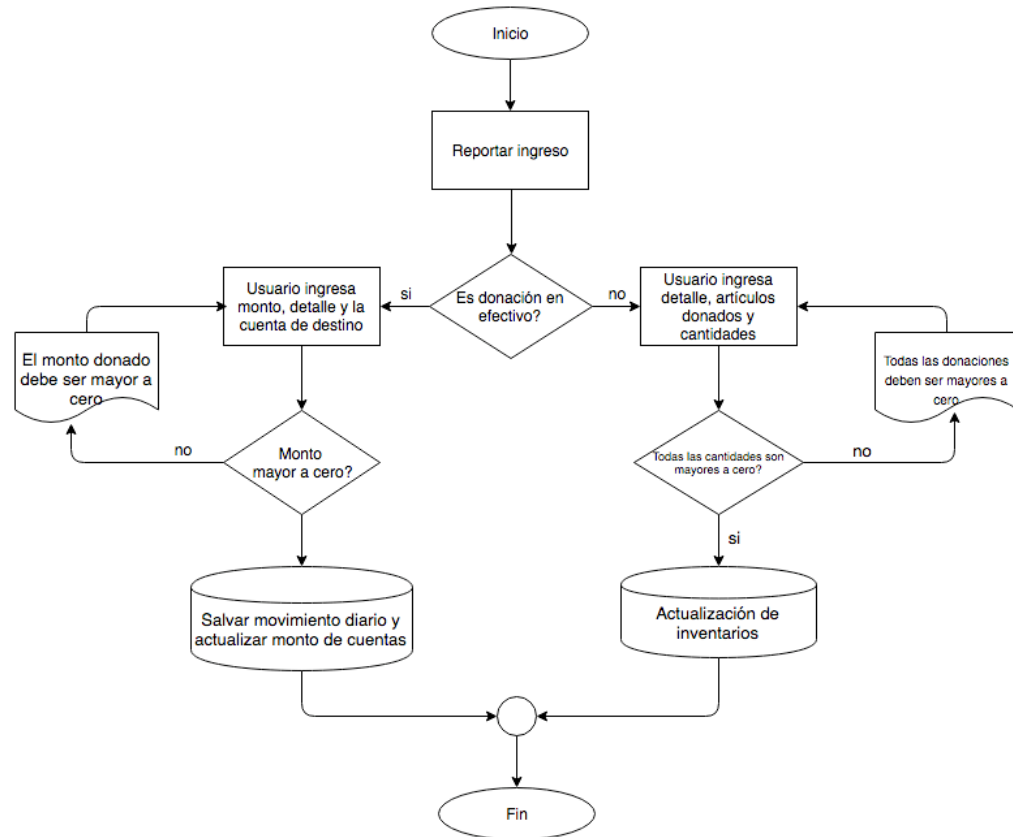 Inicio
Reportar ingreso
Es donación en
efectivo?
si
no
Usuario ingresa
monto, detalle y la
cuenta de destino
Usuario ingresa
detalle, artículos
donados y
cantidades
El monto donado
debe ser mayor a
cero
Todas las donaciones
deben ser mayores a
cero
no
Monto
mayor a cero?
Todas las cantidades son
mayores a cero?
no
si
Salvar movimiento diario y
actualizar monto de cuentas
Actualización de
inventarios
Fin